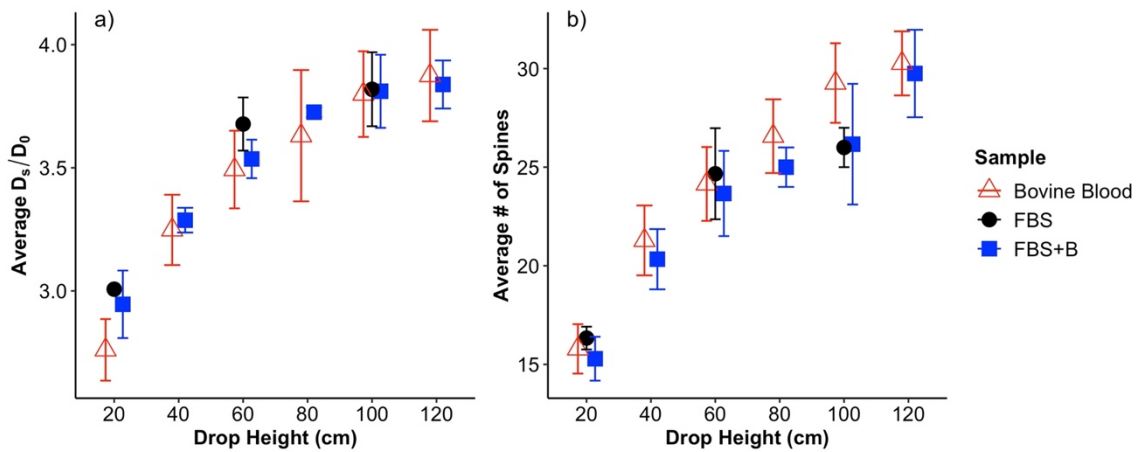 a)
Average Ds/D0
4.0
3.5
3.0
20 40 60 80 100 120
Drop Height (cm)
b)
Average # of Spines
30
25
20
15
20 40 60 80 100 120
Drop Height (cm)
Sample
Bovine Blood
FBS
FBS+B